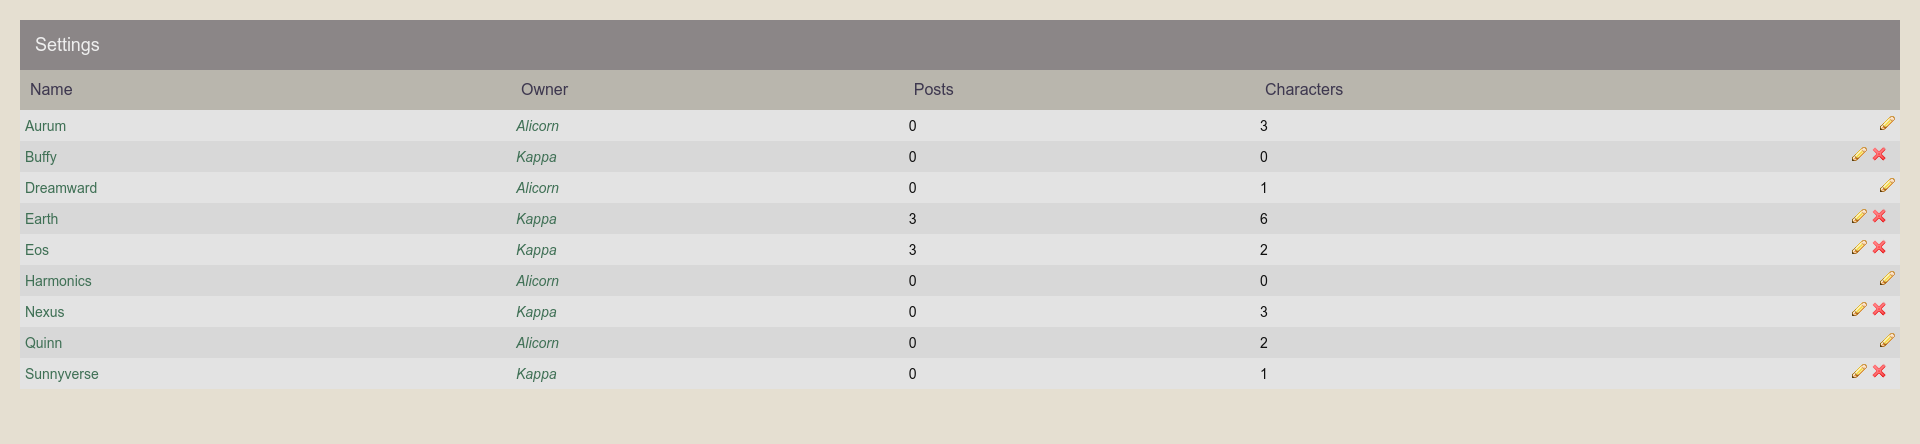 Settings
Name Owner Posts Characters
Aurum Alicorn 0 3
Buffy Kappa 0 0
Dreamward Alicorn 0 1
Earth Kappa 3 6
Eos Kappa 3 2
Harmonics Alicorn 0 0
Nexus Kappa 0 3
Quinn Alicorn 0 2
Sunnyverse Kappa 0 1